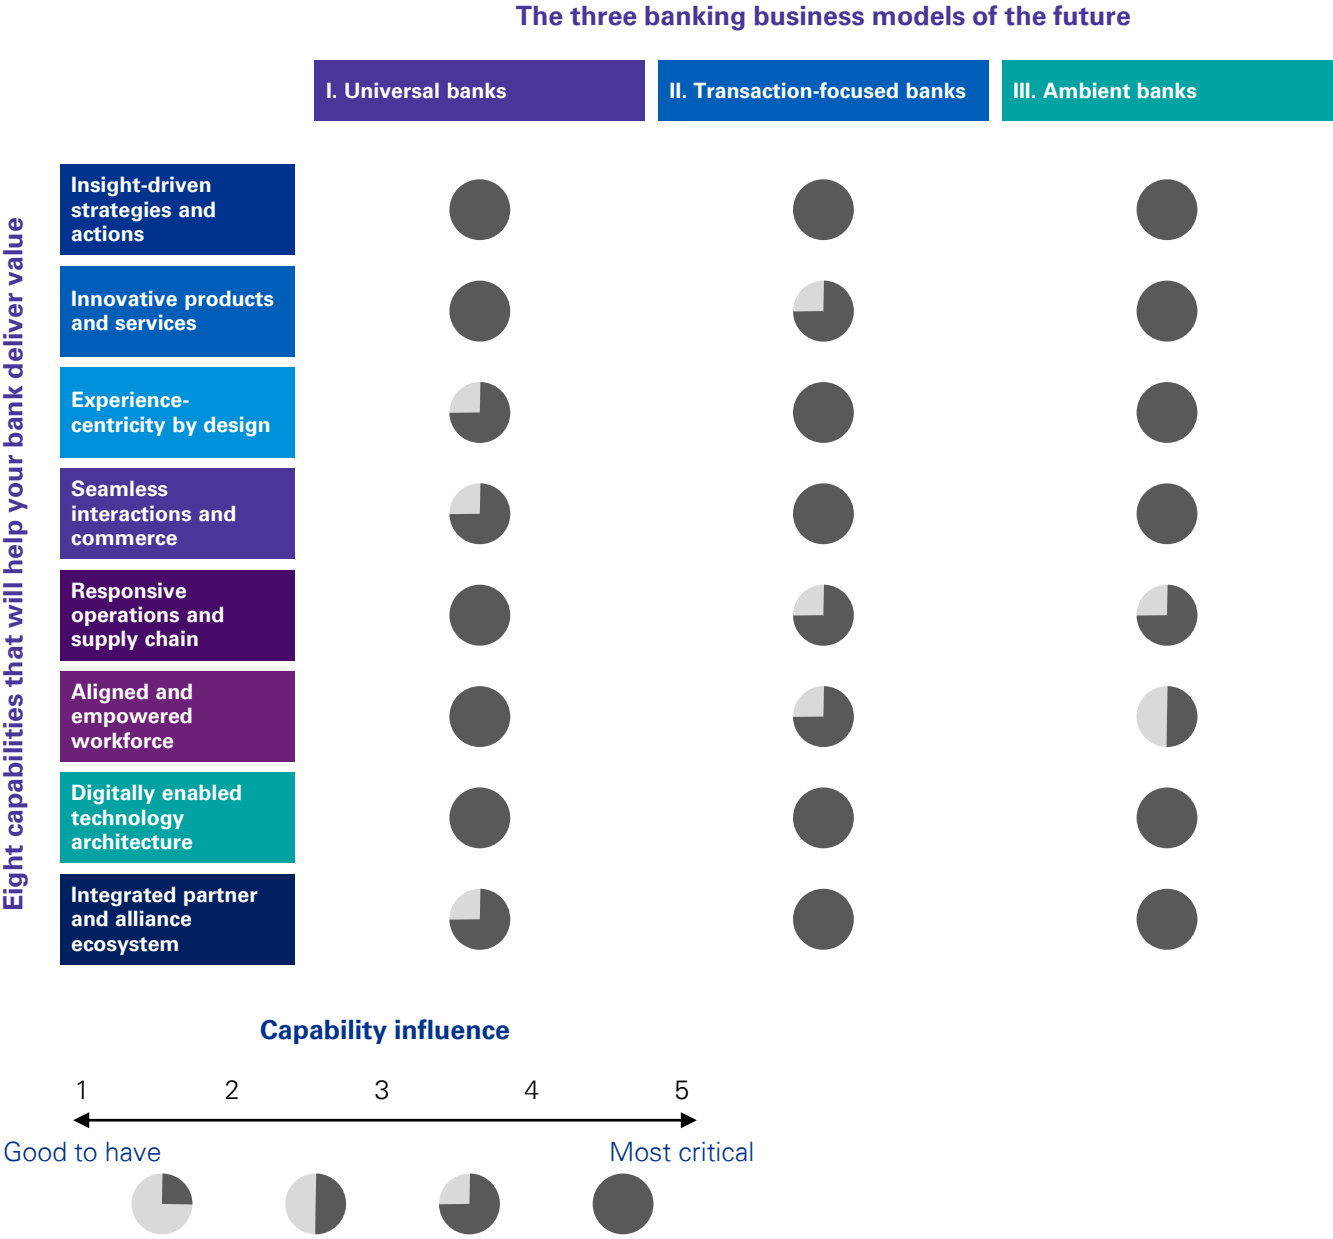 The three banking business models of the future
I. Universal banks
II. Transaction-focused banks
III. Ambient banks
Eight capabilities that will help your bank deliver value
Insight-driven
strategies and
actions
Innovative products
and services
Experience-
centricity by design
Seamless
interactions and
commerce
Responsive
operations and
supply chain
Aligned and
empowered
workforce
Digitally enabled
technology
architecture
Integrated partner
and alliance
ecosystem
Capability influence
1 2 3 4 5
Good to have
Most critical